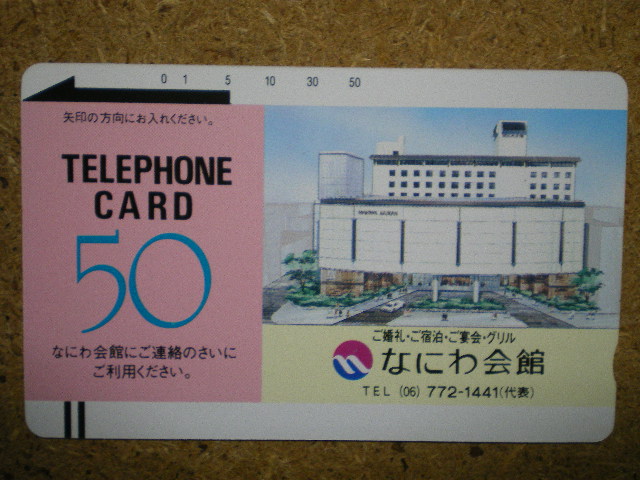 0 1 5 10 30 50
矢印の方向にお入れください。
TELEPHONE
CARD
50
なにわ会館にご連絡のさいに
ご利用ください。
ご婚礼・ご宿泊・ご宴会・グリル
なにわ会館
TEL (06) 772-1441(代表)